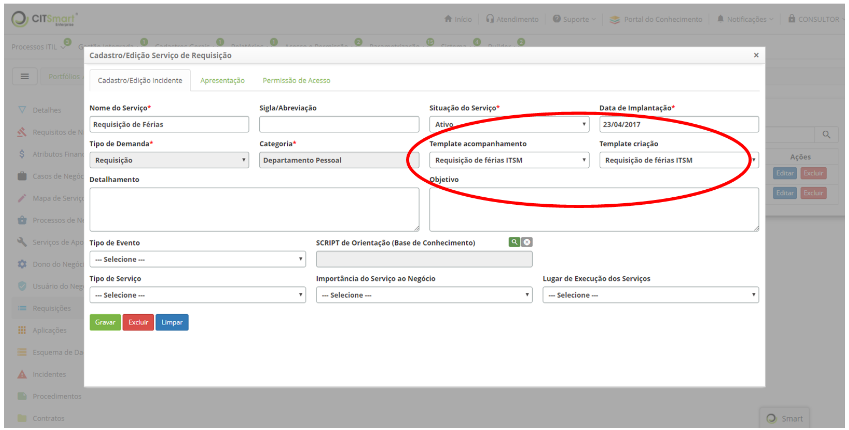 CITSmart
Enterprise
Início
Atendimento
Suporte
Portal do Conhecimento
Notificações
CONSULTOR
Processos ITIL
Cadastro/Edição Serviço de Requisição
×
Portfólios
Cadastro/Edição Incidente
Apresentação
Permissão de Acesso
Detalhes
Nome do Serviço*
Sigla/Abreviação
Situação do Serviço*
Data de Implantação*
Requisição de Férias
Ativo
23/04/2017
Requisitos de N
Tipo de Demanda*
Categoria*
Template acompanhamento
Template criação
Atributos Finan
Requisição
Departamento Pessoal
Requisição de férias ITSM
Requisição de férias ITSM
Ações
Editar
Excluir
Editar
Excluir
Casos de Negóc
Detalhamento
Objetivo
Mapa de Serviç
Processos de Ne
Serviços de Apo
Tipo de Evento
SCRIPT de Orientação (Base de Conhecimento)
--- Selecione ---
Dono do Negóc
Tipo de Serviço
Importância do Serviço ao Negócio
Lugar de Execução dos Serviços
Usuário do Neg
--- Selecione ---
--- Selecione ---
--- Selecione ---
Requisições
Gravar
Excluir
Limpar
Aplicações
Esquema de Da
Incidentes
Procedimentos
Contratos
Smart